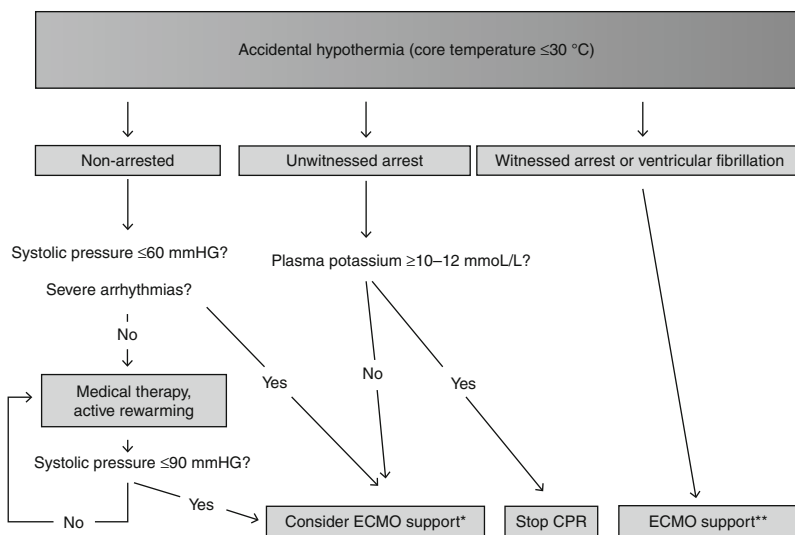 Accidental hypothermia (core temperature ≤30 °C)
Non-arrested
Unwitnessed arrest
Witnessed arrest or ventricular fibrillation
Systolic pressure ≤60 mmHG?
Plasma potassium ≥10–12 mmoL/L?
Severe arrhythmias?
No
Yes
No
Yes
Medical therapy,
active rewarming
Systolic pressure ≤90 mmHG?
No
Yes
Consider ECMO support*
Stop CPR
ECMO support**